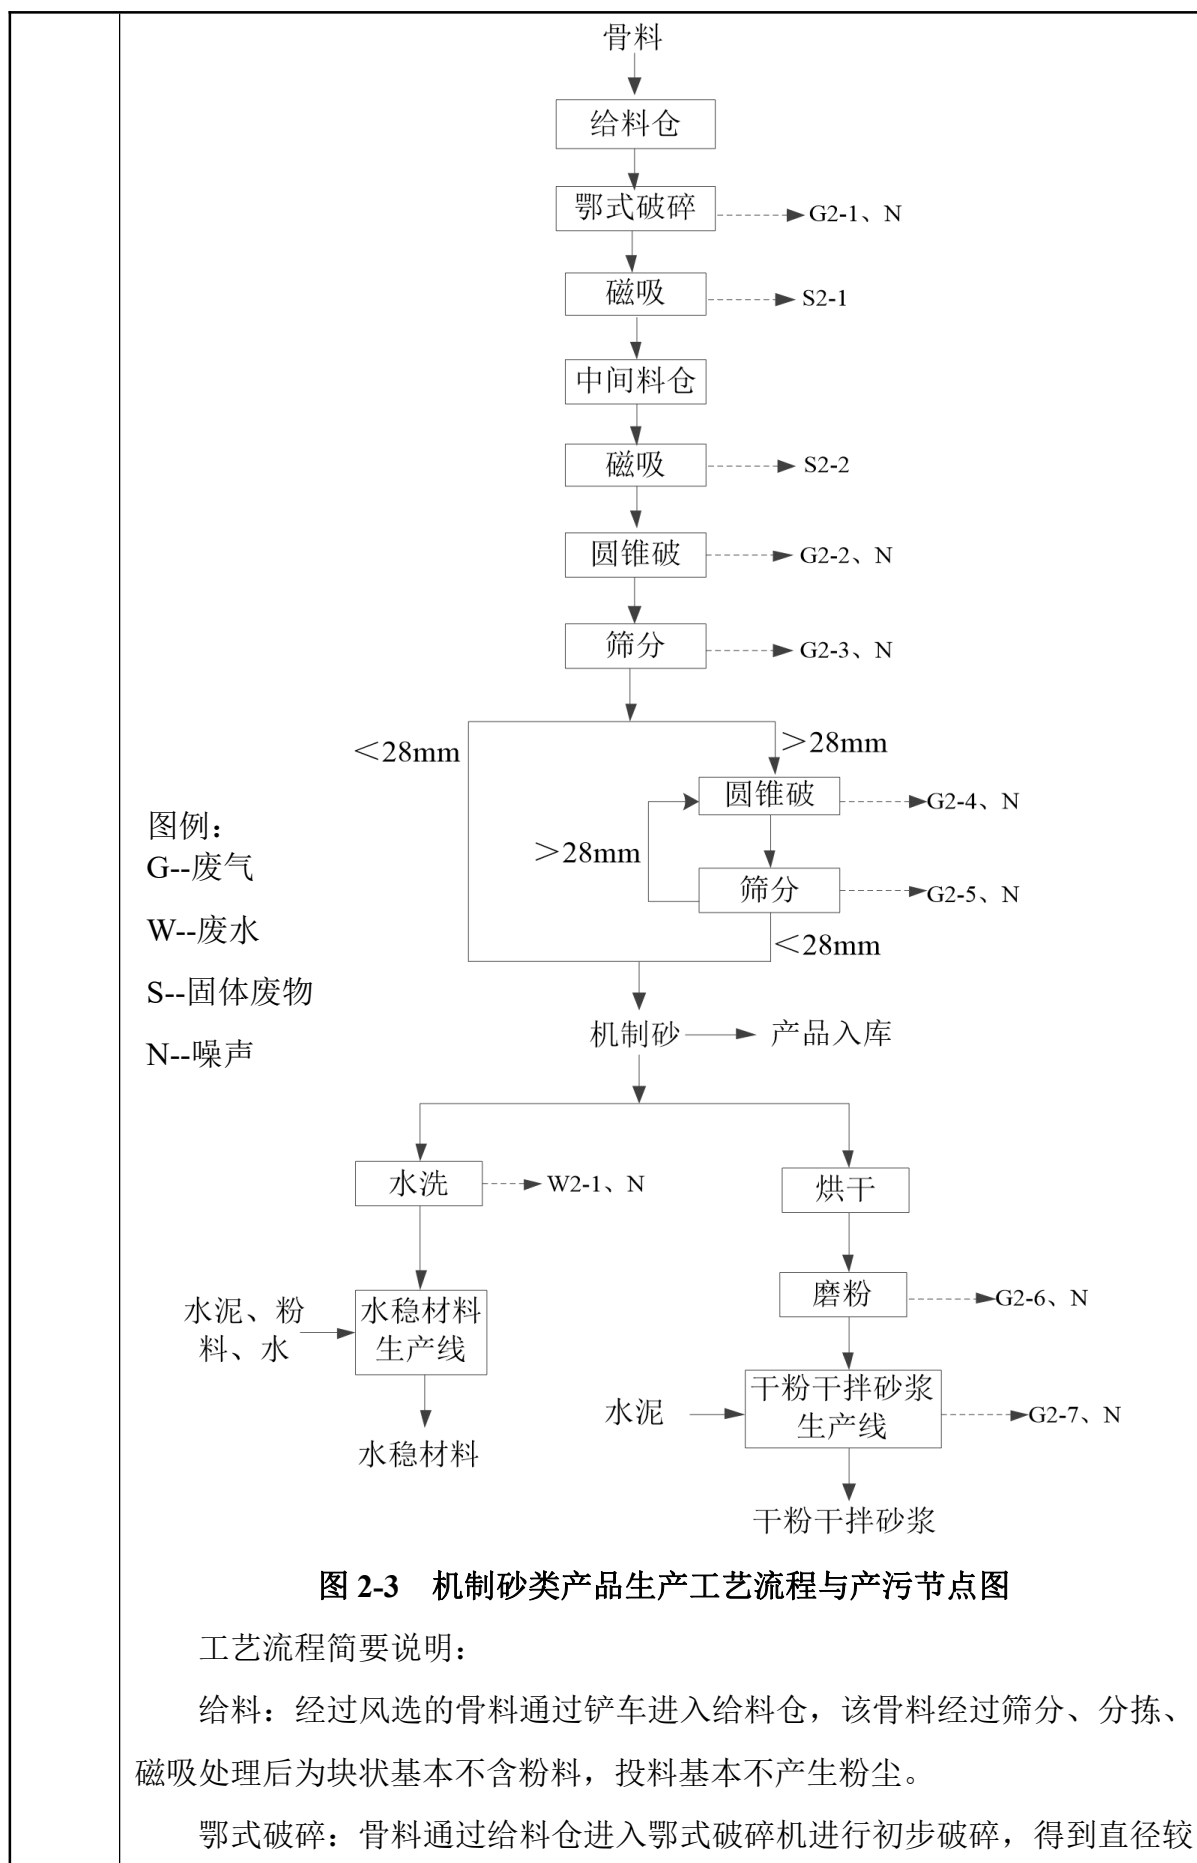 骨料
给料仓
鄂式破碎
G2-1、N
磁吸
S2-1
中间料仓
磁吸
S2-2
圆锥破
G2-2、N
筛分
G2-3、N
＜28mm
＞28mm
圆锥破
G2-4、N
＞28mm
筛分
G2-5、N
＜28mm
图例：
G--废气
W--废水
S--固体废物
N--噪声
机制砂
产品入库
水洗
W2-1、N
烘干
磨粉
G2-6、N
水泥、粉
料、水
水稳材料
生产线
水泥
干粉干拌砂浆
生产线
G2-7、N
水稳材料
干粉干拌砂浆
图 2-3 机制砂类产品生产工艺流程与产污节点图
工艺流程简要说明：
给料：经过风选的骨料通过铲车进入给料仓，该骨料经过筛分、分拣、
磁吸处理后为块状基本不含粉料，投料基本不产生粉尘。
鄂式破碎：骨料通过给料仓进入鄂式破碎机进行初步破碎，得到直径较